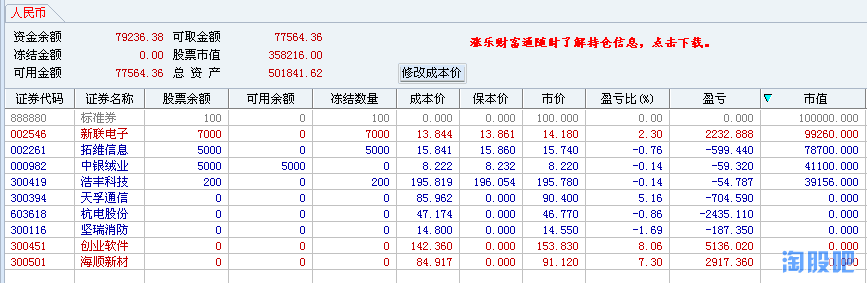 人民币
资金余额 79236.38 可取金额 77564.36
冻结金额 0.00 股票市值 358216.00
涨乐财富通随时了解持仓信息，点击下载。
可用金额 77564.36 总 资 产 501841.62
修改成本价
证券代码 证券名称 股票余额 可用余额 冻结数量 成本价 保本价 市价 盈亏比(%) 盈亏 市值
888880 标准券 100 0 100 0.000 0.000 100.000 0.00 0.000 100000.000
002546 新联电子 7000 0 7000 13.844 13.861 14.180 2.30 2232.888 99260.000
002261 拓维信息 5000 0 5000 15.841 15.860 15.740 -0.76 -599.440 78700.000
000982 中银绒业 5000 5000 0 8.222 8.232 8.220 -0.14 -59.320 41100.000
300419 浩丰科技 200 0 200 195.819 196.054 195.780 -0.14 -54.787 39156.000
300394 天孚通信 0 0 0 85.962 0.000 90.400 5.16 -704.590 0.000
603618 杭电股份 0 0 0 47.174 0.000 46.770 -0.86 -2435.110 0.000
300116 坚瑞消防 0 0 0 14.800 0.000 14.550 -1.69 -187.350 0.000
300451 创业软件 0 0 0 142.360 0.000 153.830 8.06 5136.020 0.000
300501 海顺新材 0 0 0 84.917 0.000 91.120 7.30 2917.360 0.000
淘股吧